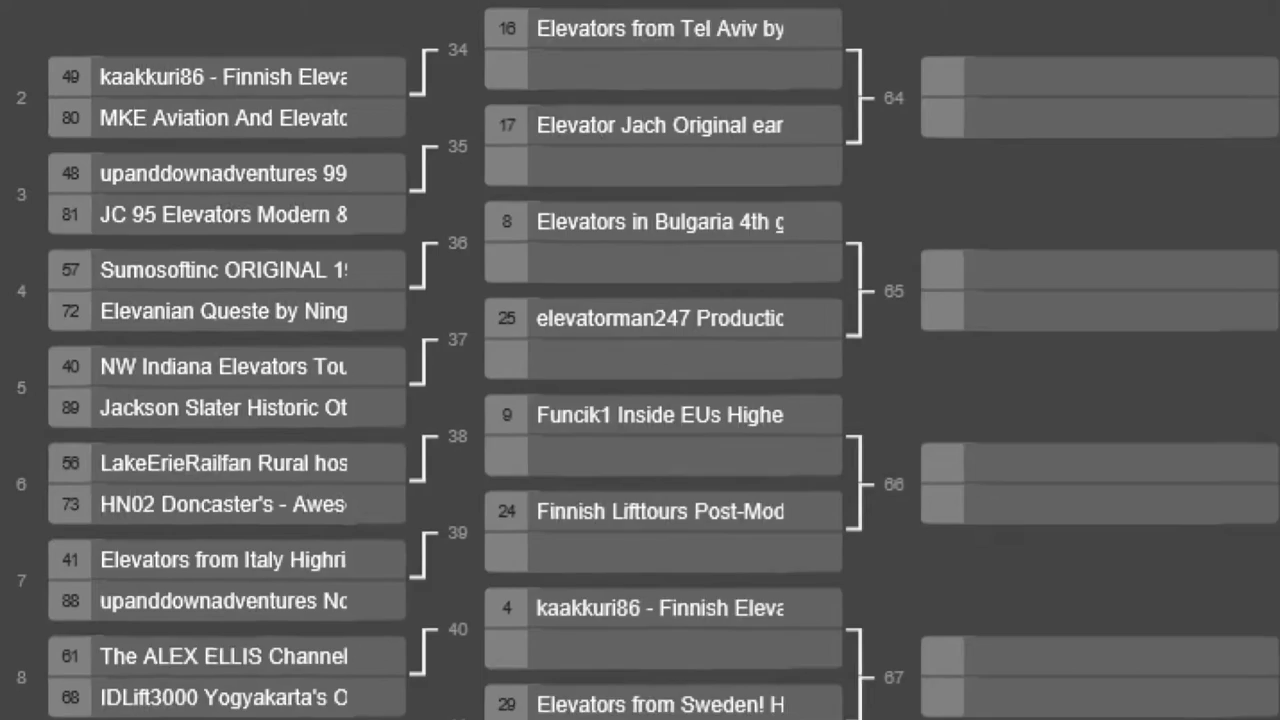 2
49 kaakkuri86 - Finnish Eleva
80 MKE Aviation And Elevato
3
48 upanddownadventures 99
81 JC 95 Elevators Modern &
4
57 Sumosoftinc ORIGINAL
72 Elevanian Queste by Ning
5
40 NW Indiana Elevators Tou
89 Jackson Slater Historic Ot
6
56 LakeErieRailfan Rural hos
73 HN02 Doncaster's - Awes
7
41 Elevators from Italy Highri
88 upanddownadventures No
8
61 The ALEX ELLIS Channel
68 IDLift3000 Yogyakarta's O
34
16 Elevators from Tel Aviv by
35
17 Elevator Jach Original ear
36
8 Elevators in Bulgaria 4th g
37
25 elevatorman247 Productio
38
9 Funcik1 Inside EUs Highe
39
24 Finnish Lifttours Post-Mod
40
4 kaakkuri86 - Finnish Eleva
29 Elevators from Sweden! H
64
65
66
67